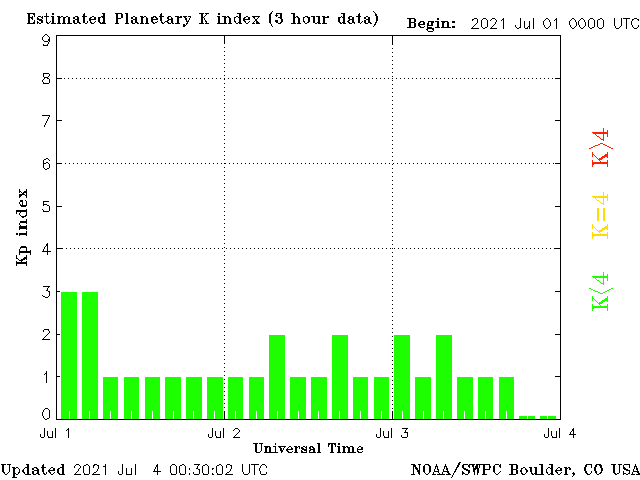 Estimated Planetary K index (3 hour data) Begin: 2021 Jul 01 0000 UTC
9
8
7
6
5
4
3
2
1
0
Kp index
K>4
K=4
K<4
Jul 1 Jul 2 Jul 3 Jul 4
Universal Time
Updated 2021 Jul 4 00:30:02 UTC NOAA/SWPC Boulder, CO USA